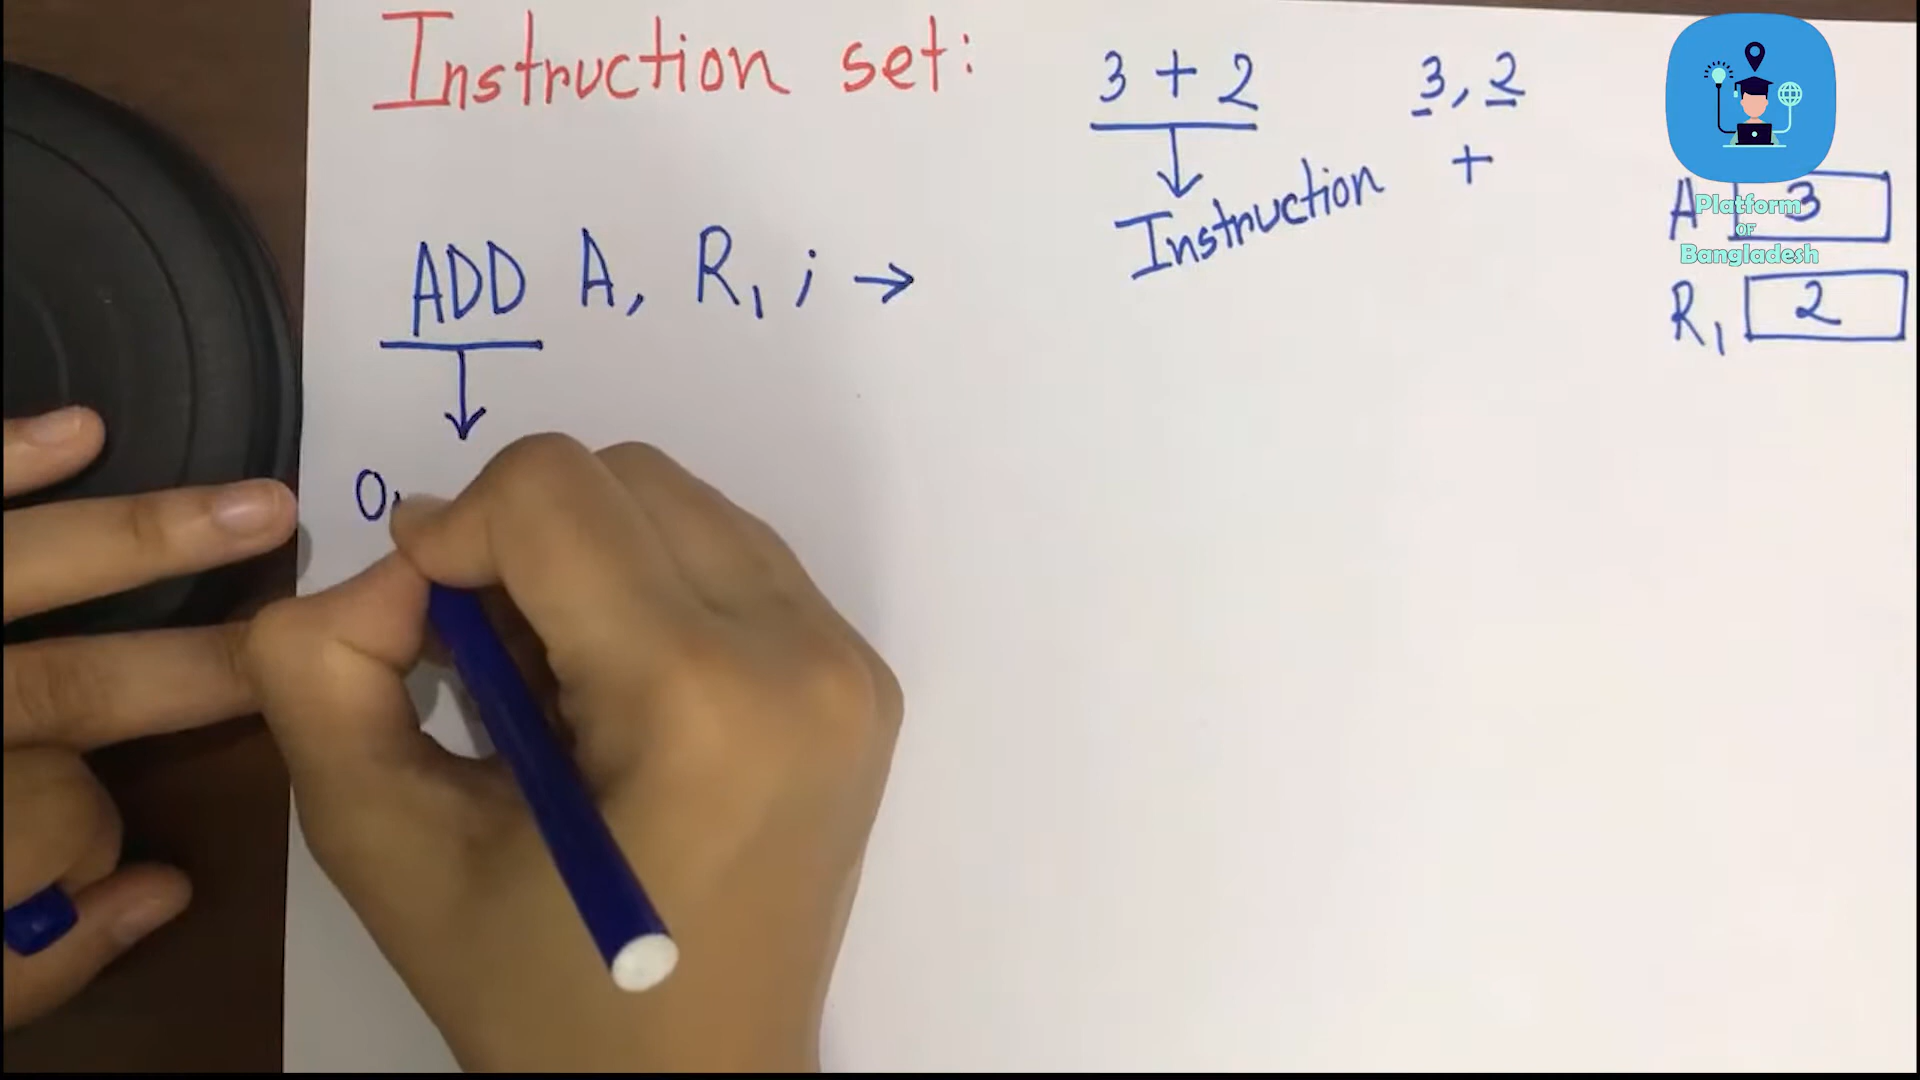 Instruction set:
3 + 2
3, 2
+
Instruction
ADD A, R1 ; →
A 3
R1 2
Platform
OF
Bangladesh